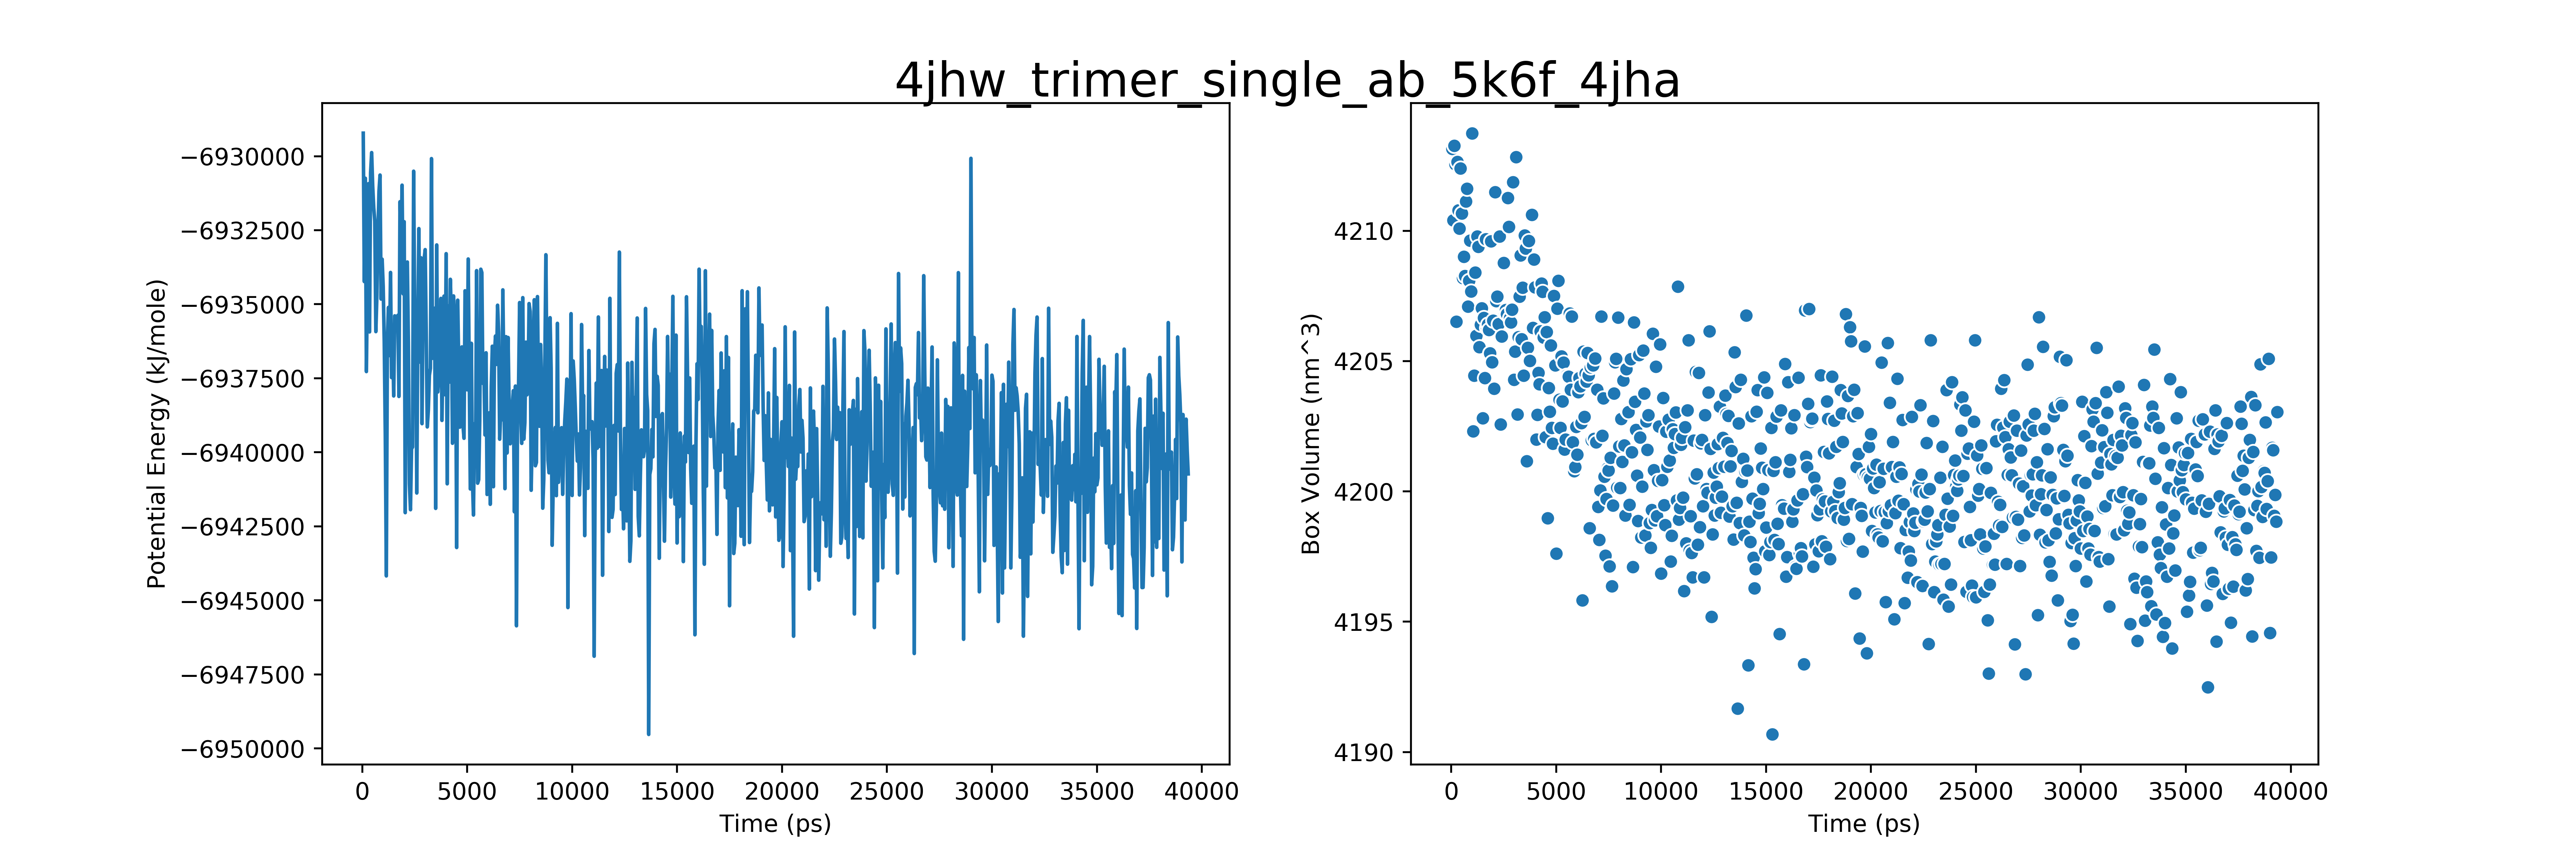 4jhw_trimer_single_ab_5k6f_4jha
Potential Energy (kJ/mole)
−6930000
−6932500
−6935000
−6937500
−6940000
−6942500
−6945000
−6947500
−6950000
0 5000 10000 15000 20000 25000 30000 35000 40000
Time (ps)
Box Volume (nm^3)
4210
4205
4200
4195
4190
0 5000 10000 15000 20000 25000 30000 35000 40000
Time (ps)